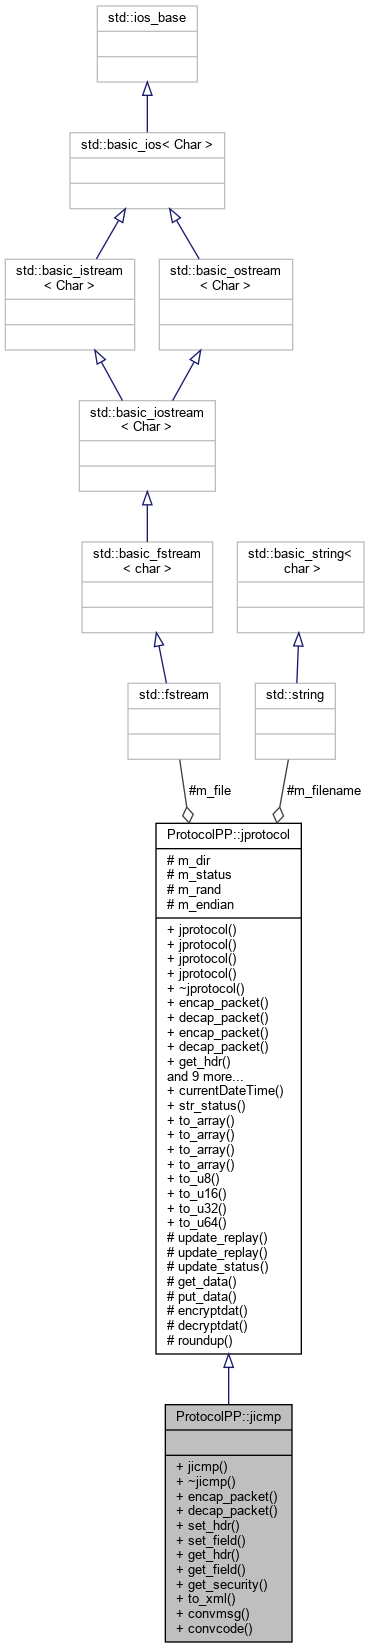 std::ios_base
std::basic_ios< Char >
std::basic_istream
< Char >
std::basic_ostream
< Char >
std::basic_iostream
< Char >
std::basic_fstream
< char >
std::basic_string<
char >
std::fstream
std::string
#m_file
#m_filename
ProtocolPP::jprotocol
# m_dir
# m_status
# m_rand
# m_endian
+ jprotocol()
+ jprotocol()
+ jprotocol()
+ jprotocol()
+ ~jprotocol()
+ encap_packet()
+ decap_packet()
+ encap_packet()
+ decap_packet()
+ get_hdr()
and 9 more...
+ currentDateTime()
+ str_status()
+ to_array()
+ to_array()
+ to_array()
+ to_array()
+ to_u8()
+ to_u16()
+ to_u32()
+ to_u64()
# update_replay()
# update_replay()
# update_status()
# get_data()
# put_data()
# encryptdat()
# decryptdat()
# roundup()
ProtocolPP::jicmp
+ jicmp()
+ ~jicmp()
+ encap_packet()
+ decap_packet()
+ set_hdr()
+ set_field()
+ get_hdr()
+ get_field()
+ get_security()
+ to_xml()
+ convmsg()
+ convcode()